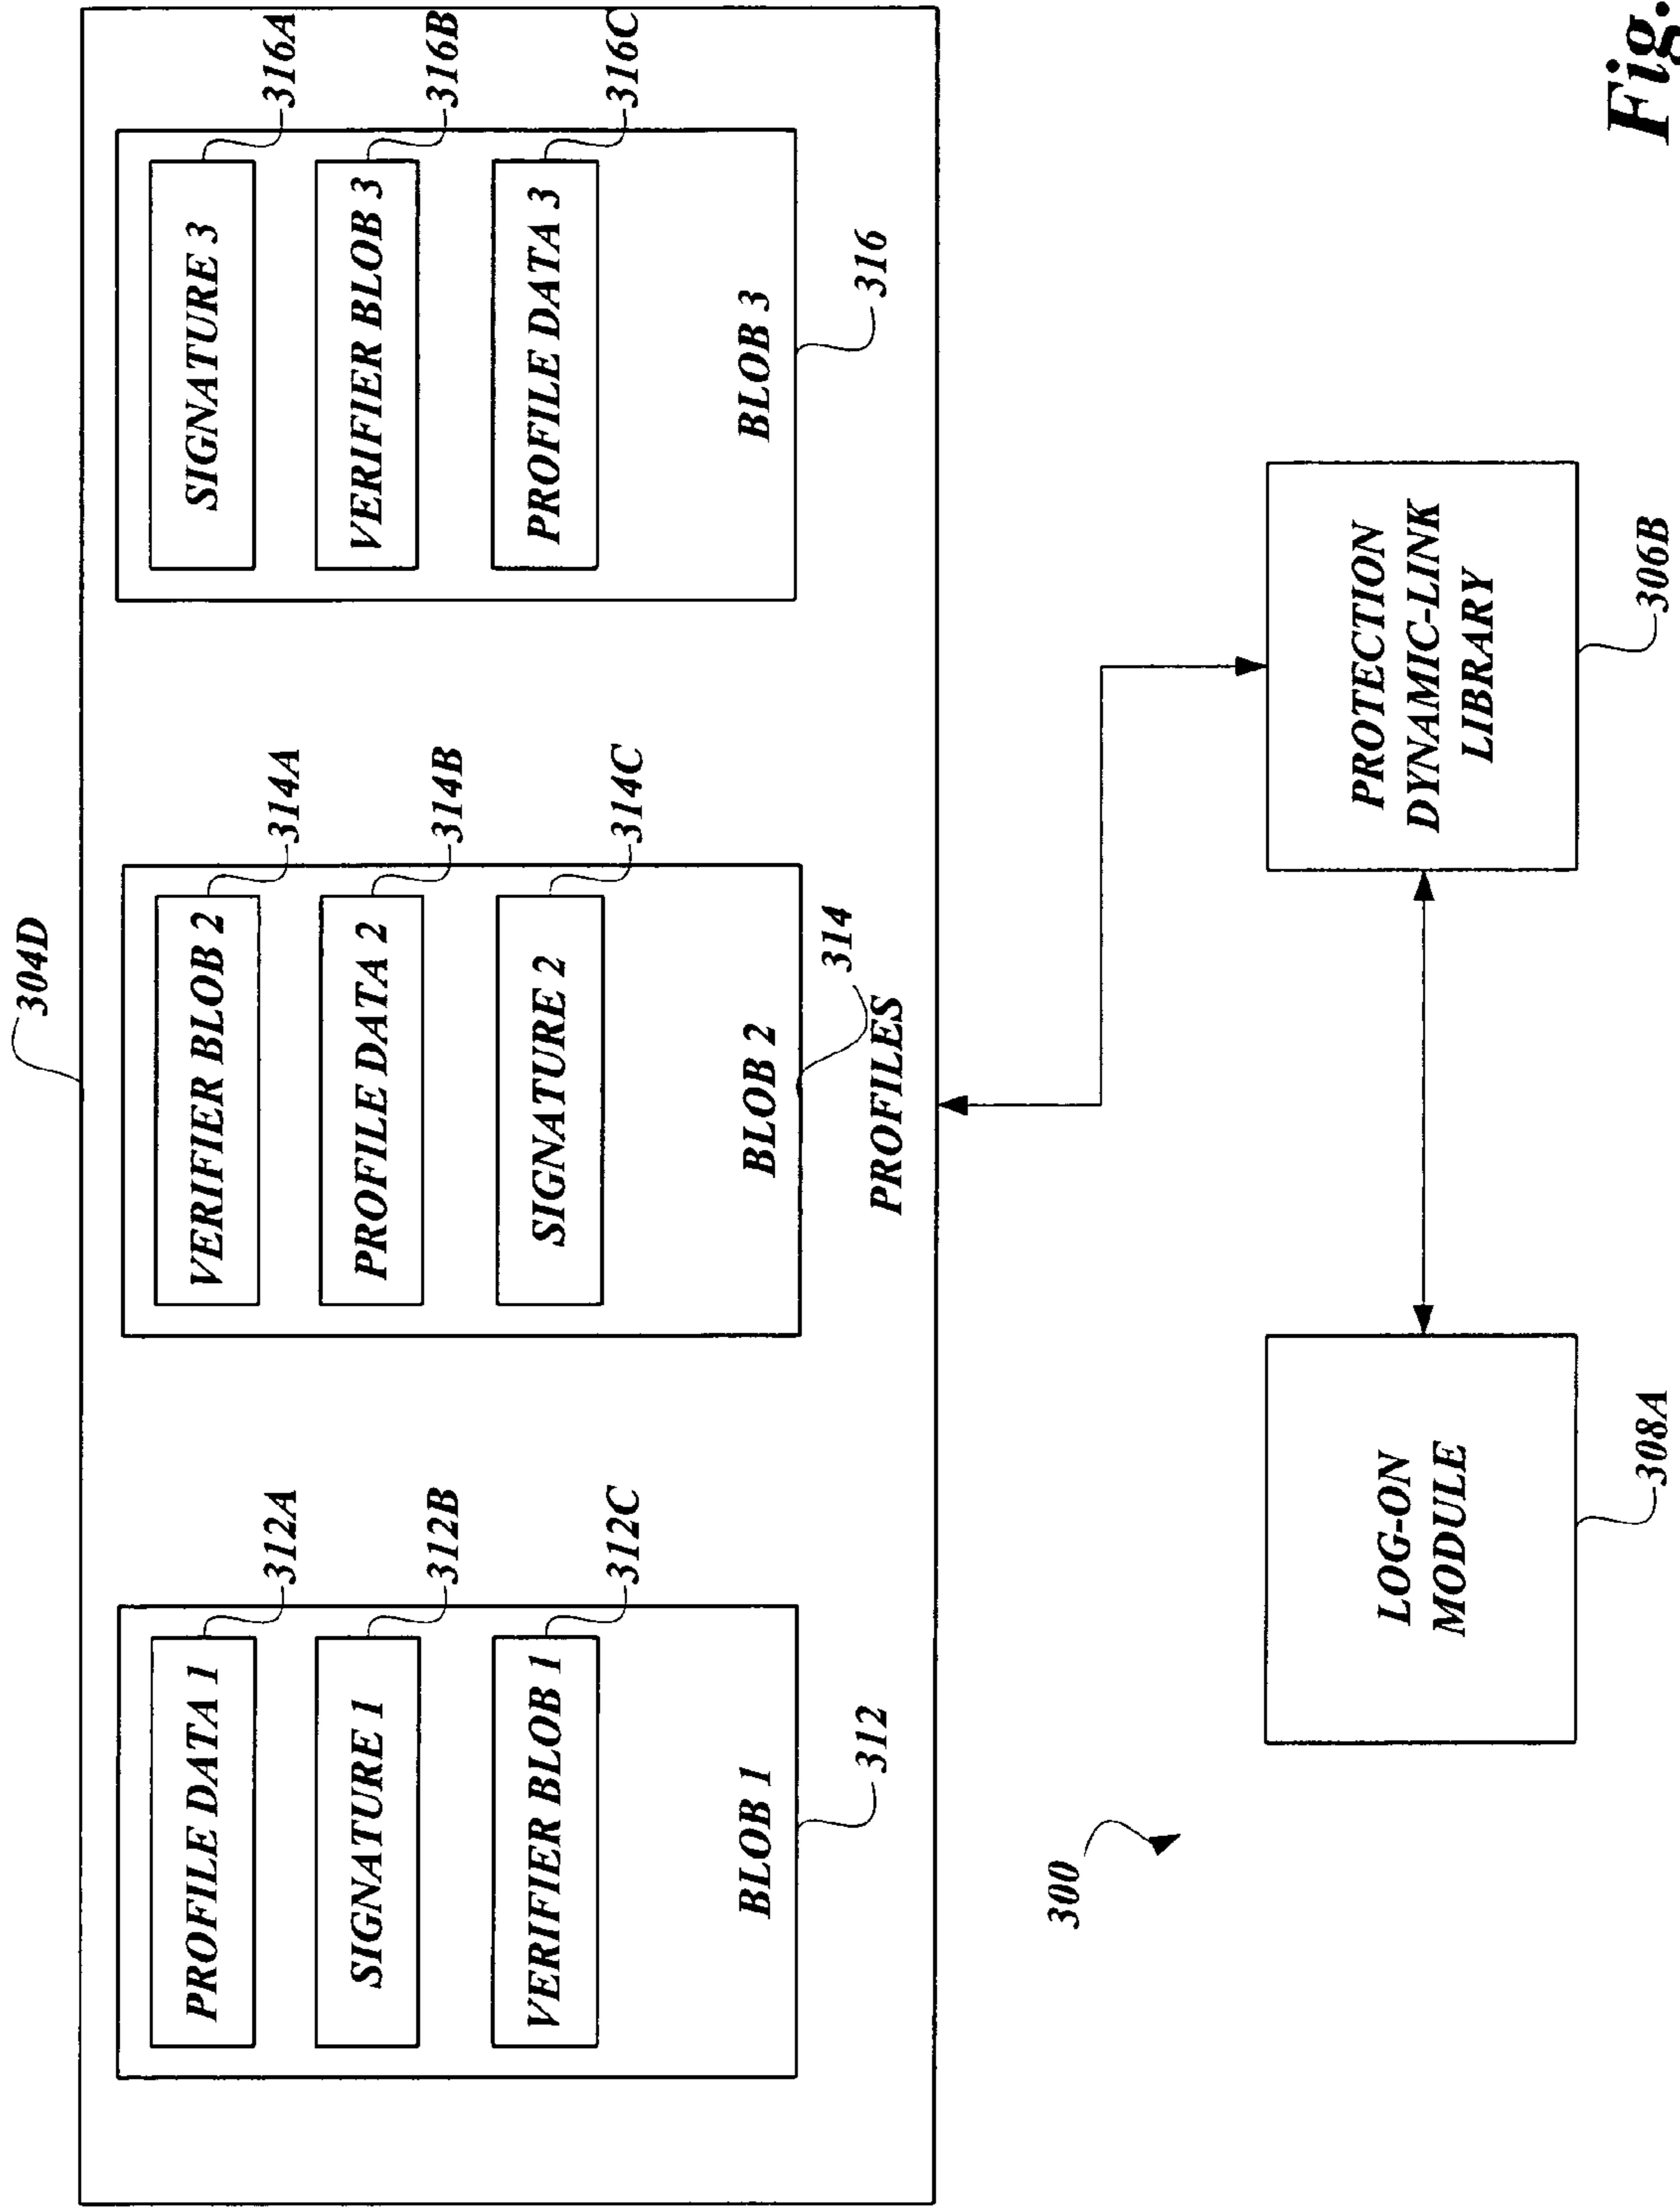 304D
PROFILE DATA 1
312A
SIGNATURE 1
312B
VERIFIER BLOB 1
312C
BLOB 1
312
VERIFIER BLOB 2
314A
PROFILE DATA 2
314B
SIGNATURE 2
314C
BLOB 2
314
SIGNATURE 3
316A
VERIFIER BLOB 3
316B
PROFILE DATA 3
316C
BLOB 3
316
PROFILES
300
LOG-ON
MODULE
308A
PROTECTION
DYNAMIC-LINK
LIBRARY
306B
Fig.